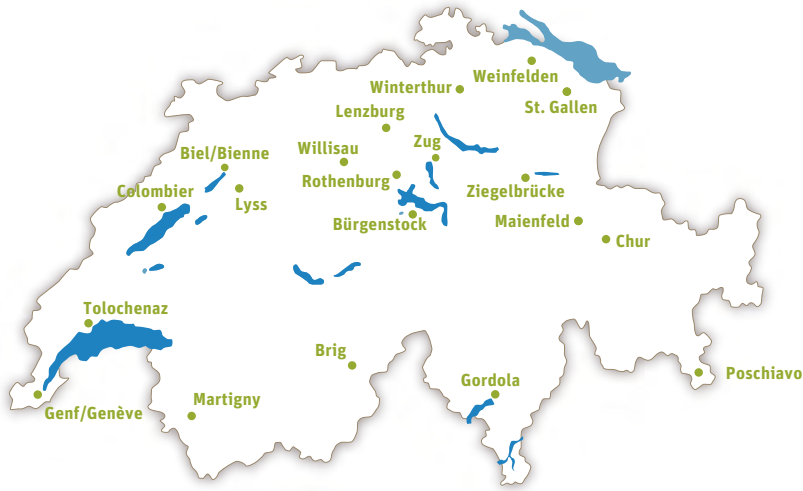 Weinfelden
Winterthur
St. Gallen
Lenzburg
Zug
Willisau
Biel/Bienne
Rothenburg
Ziegelbrücke
Colombier
Lyss
Bürgenstock
Maienfeld
Chur
Tolochenaz
Brig
Gordola
Poschiavo
Martigny
Genf/Genève